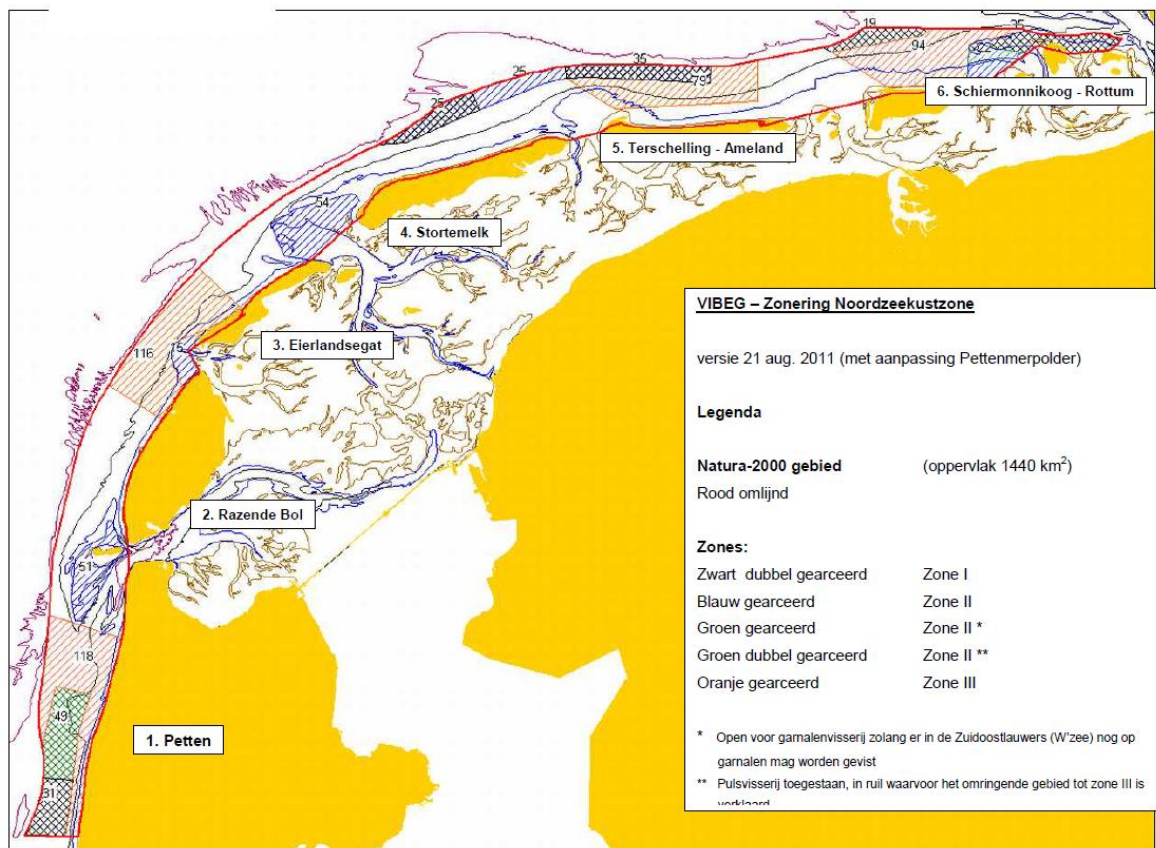 19
35
94
22
35
79
25
25
6. Schiermonnikoog - Rottum
5. Terschelling - Ameland
54
4. Stortemelk
3. Eierlandsegat
116
15
2. Razende Bol
51
118
49
1. Petten
31
VIBEG – Zonering Noordzeekustzone
versie 21 aug. 2011 (met aanpassing Pettenmerpolder)
Legenda
Natura-2000 gebied (oppervlak 1440 km²)
Rood omlijnd
Zones:
Zwart dubbel gearceerd Zone I
Blauw gearceerd Zone II
Groen gearceerd Zone II *
Groen dubbel gearceerd Zone II **
Oranje gearceerd Zone III
* Open voor garnalenvisserij zolang er in de Zuidoostlauwers (W'zee) nog op
garnalen mag worden gevist
** Pulsvisserij toegestaan, in ruil waarvoor het omringende gebied tot zone III is
verklaard